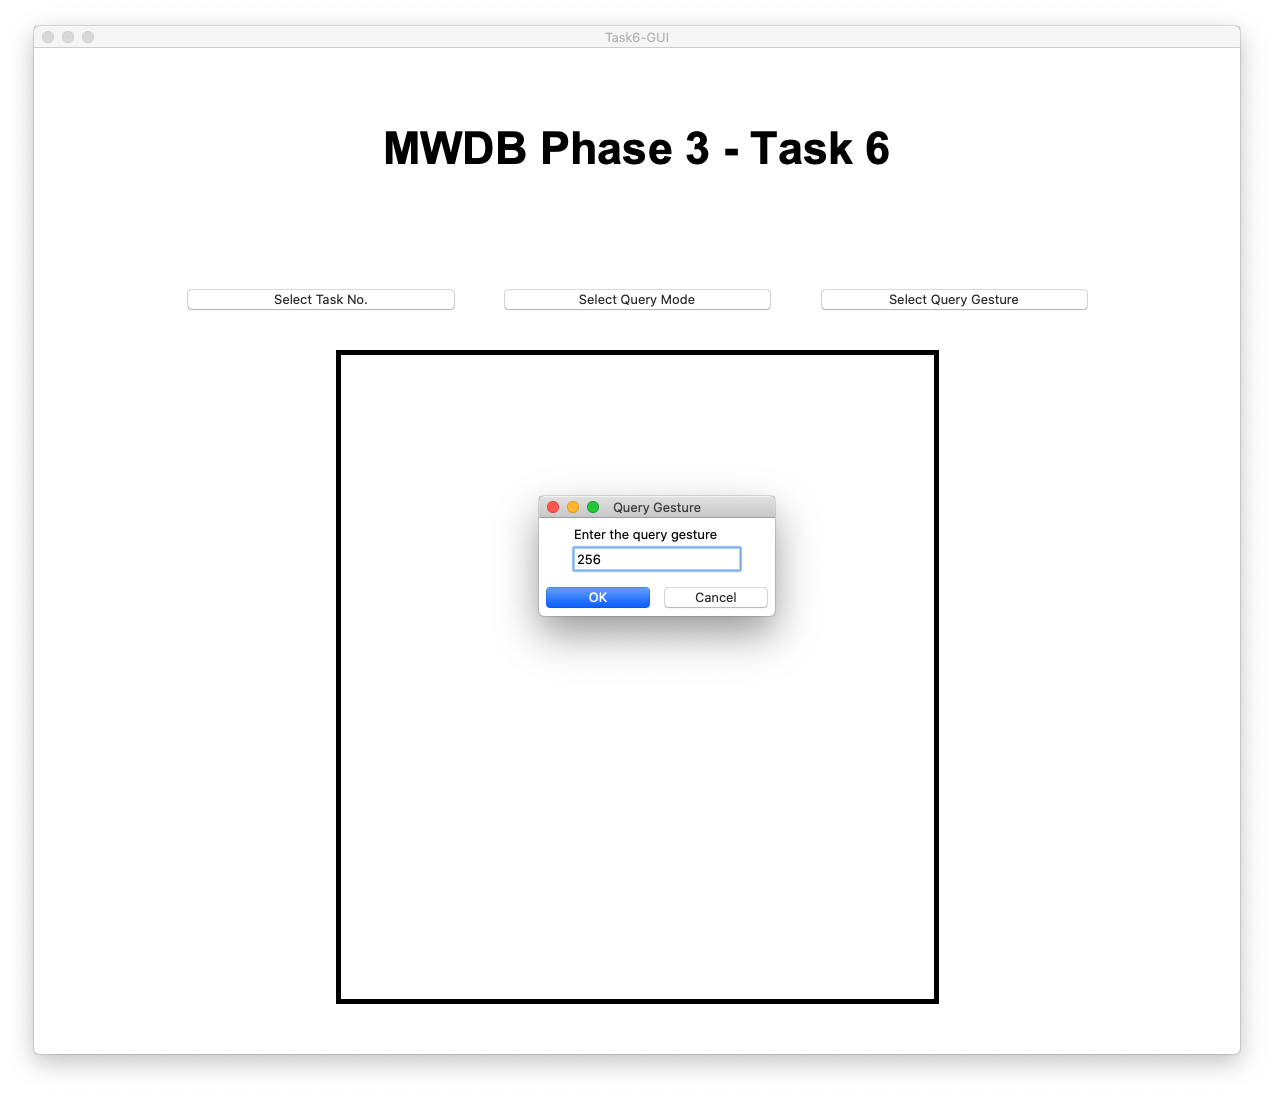 Task6-GUI
MWDB Phase 3 - Task 6
Select Task No.
Select Query Mode
Select Query Gesture
Query Gesture
Enter the query gesture
256
OK
Cancel